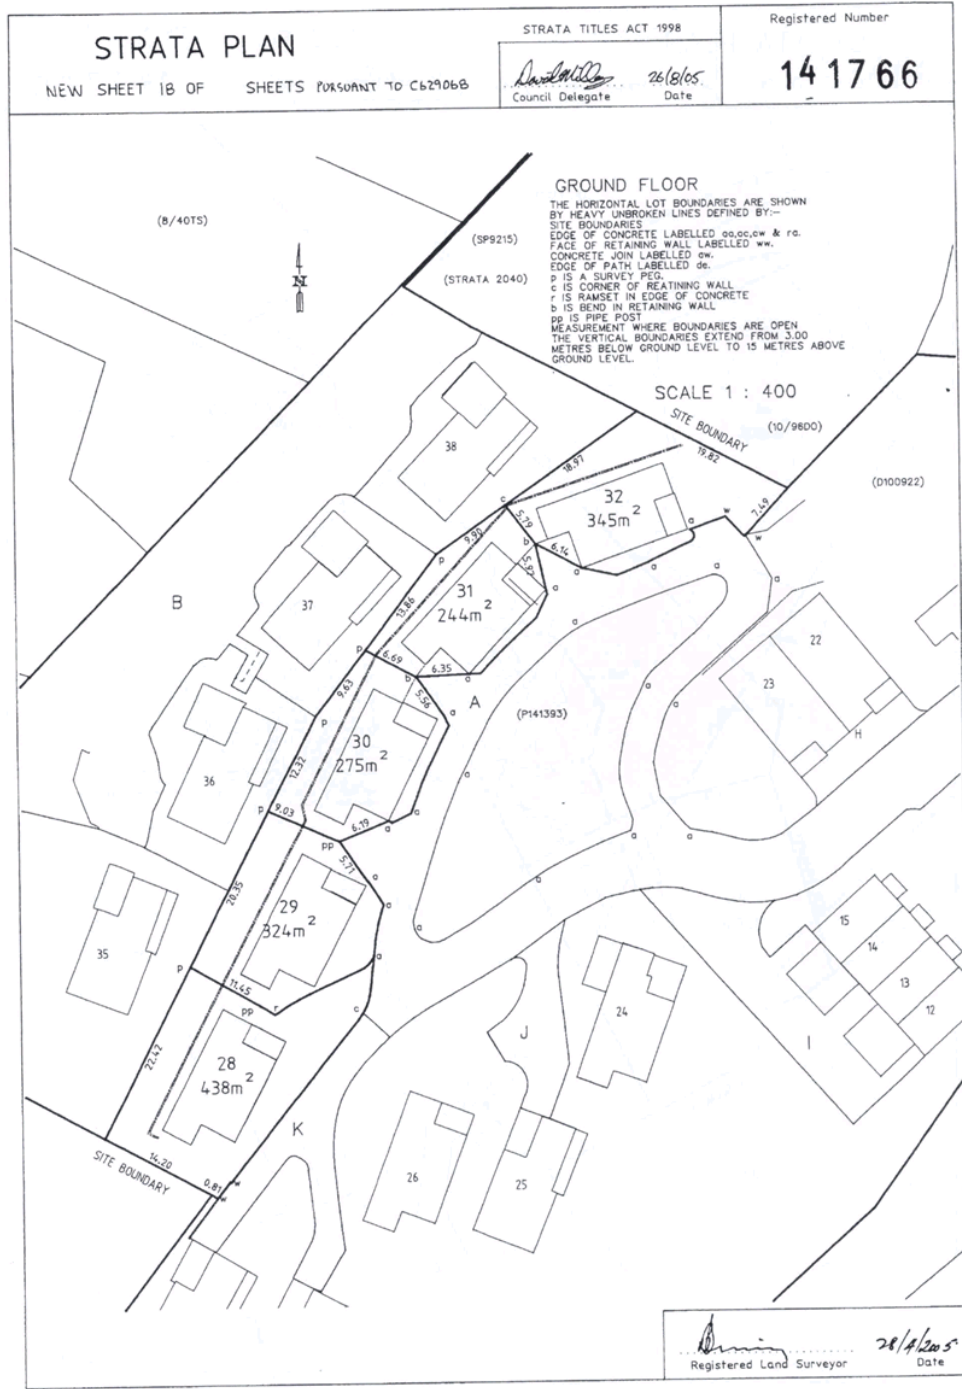 STRATA PLAN
NEW SHEET 18 OF SHEETS PURSUANT TO C629068
STRATA TITLES ACT 1998
26/8/05
Council Delegate Date
Registered Number
141766
GROUND FLOOR
THE HORIZONTAL LOT BOUNDARIES ARE SHOWN
BY HEAVY UNBROKEN LINES DEFINED BY:-
SITE BOUNDARIES
EDGE OF CONCRETE LABELLED aa,ac,aw & ra.
FACE OF RETAINING WALL LABELLED ww.
CONCRETE JOIN LABELLED aw.
EDGE OF PATH LABELLED de.
p IS A SURVEY PEG.
c IS CORNER OF REATINING WALL
r IS RAMSET IN EDGE OF CONCRETE
b IS BEND IN RETAINING WALL
pp IS PIPE POST
MEASUREMENT WHERE BOUNDARIES ARE OPEN
THE VERTICAL BOUNDARIES EXTEND FROM 3.00
METRES BELOW GROUND LEVEL TO 15 METRES ABOVE
GROUND LEVEL.
SCALE 1 : 400
(8/40TS)
(SP9215)
(STRATA 2040)
N
SITE BOUNDARY
(10/9600)
(D100922)
19.82
18.97
7.49
38
32
345m²
c
5.79
b
6.14
5.92
a
w
w
9.90
p
31
244m²
13.86
37
B
p
6.69
6.35
b
a
5.56
A
(P141393)
22
23
H
9.63
p
30
275m²
12.32
36
p
9.03
6.79
pp
5.71
29
324m²
20.35
35
p
11.45
r
pp
c
15
14
13
12
24
J
I
28
438m²
22.42
K
26
25
SITE BOUNDARY
14.20
0.81
w
w
28/4/2005
Registered Land Surveyor Date